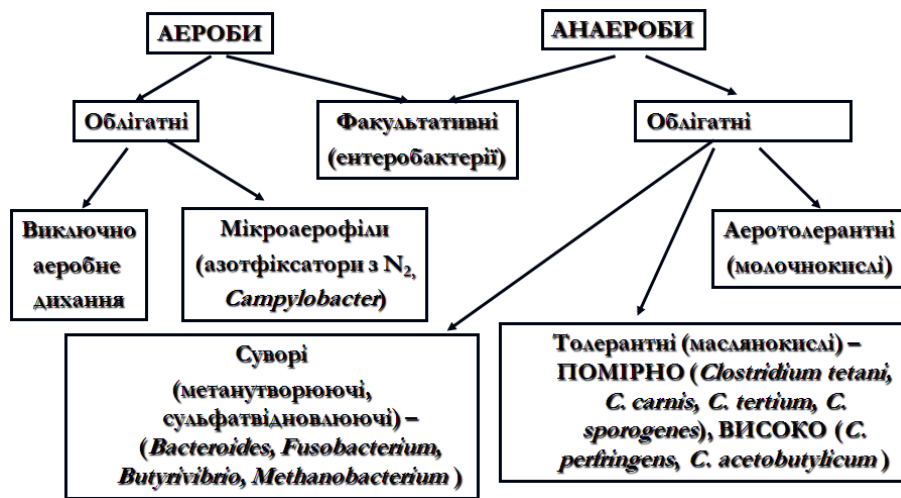 АЕРОБИ
АНАЕРОБИ
Облігатні
Факультативні
(ентеробактерії)
Облігатні
Виключно
аеробне
дихання
Мікроаерофіли
(азотфіксатори з N₂,
Campylobacter)
Аеротолерантні
(молочнокислі)
Суворі
(метанутворюючі,
сульфатвідновлюючі) –
(Bacteroides, Fusobacterium,
Butyrivibrio, Methanobacterium )
Толерантні (маслянокислі) –
ПОМІРНО (Clostridium tetani,
C. carnis, C. tertium, C.
sporogenes), ВИСОКО ( C.
perfringens, C. acetobutylicum )